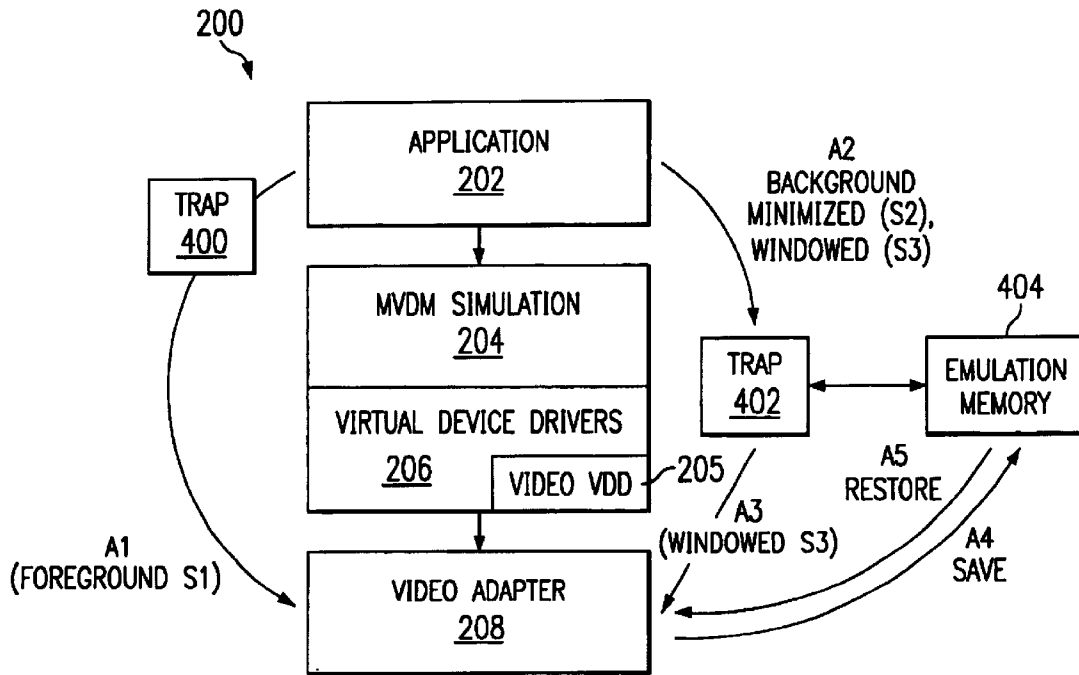 200
APPLICATION
202
TRAP
400
A2
BACKGROUND
MINIMIZED (S2),
WINDOWED (S3)
MVDM SIMULATION
204
404
TRAP
402
EMULATION
MEMORY
VIRTUAL DEVICE DRIVERS
206
VIDEO VDD
205
A5
RESTORE
A3
(WINDOWED S3)
A4
SAVE
A1
(FOREGROUND S1)
VIDEO ADAPTER
208